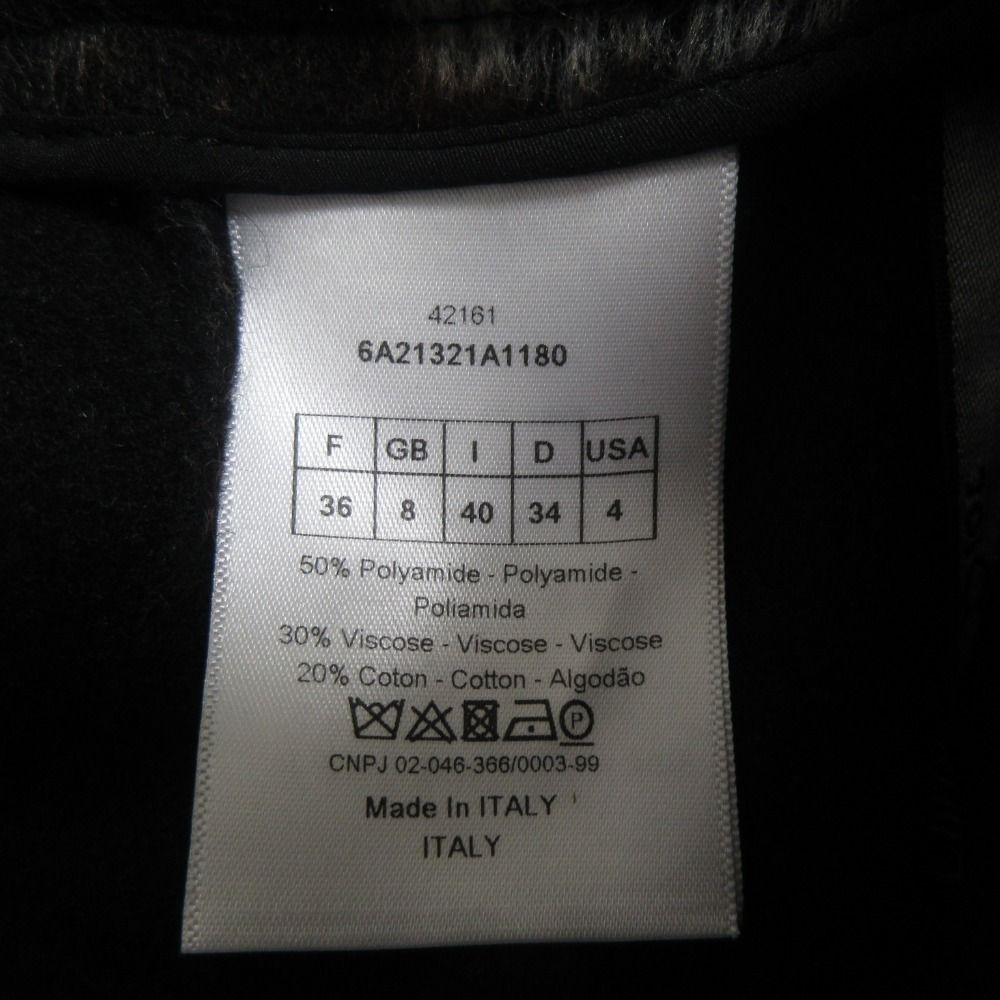 42161
6A21321A1180
F GB I D USA
36 8 40 34 4
50% Polyamide - Polyamide -
Poliamida
30% Viscose - Viscose - Viscose
20% Coton - Cotton - Algodão
P
CNPJ 02-046-366/0003-99
Made In ITALY
ITALY